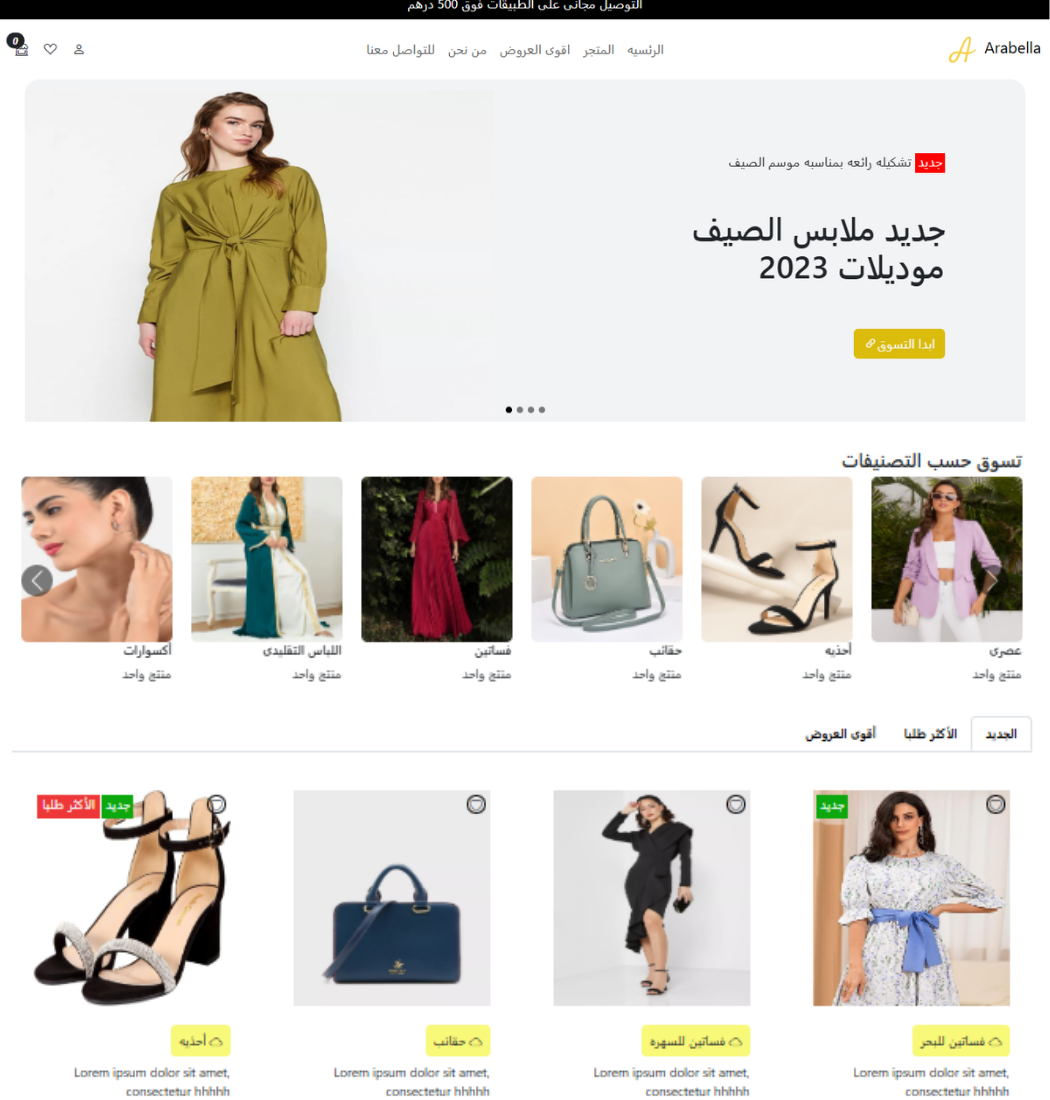 التوصيل مجانى على الطبيقات فوق 500 درهم
Arabella
الرئسيه المتجر اقوى العروض من نحن للتواصل معنا
0
جديد تشكيله رائعه بمناسبه موسم الصيف
جديد ملابس الصيف
موديلات 2023
ابدا التسوق
تسوق حسب التصنيفات
عصرى أحذيه حقائب فساتين اللباس التقليدى أكسوارات
منتج واحد منتج واحد منتج واحد منتج واحد منتج واحد منتج واحد
الجديد الأكثر طلبا أقوى العروض
جديد جديد الأكثر طلبا
فساتين للبحر فساتين للسهره حقائب أحذيه
Lorem ipsum dolor sit amet, Lorem ipsum dolor sit amet, Lorem ipsum dolor sit amet, Lorem ipsum dolor sit amet,
consectetur hhhhh consectetur hhhhh consectetur hhhhh consectetur hhhhh